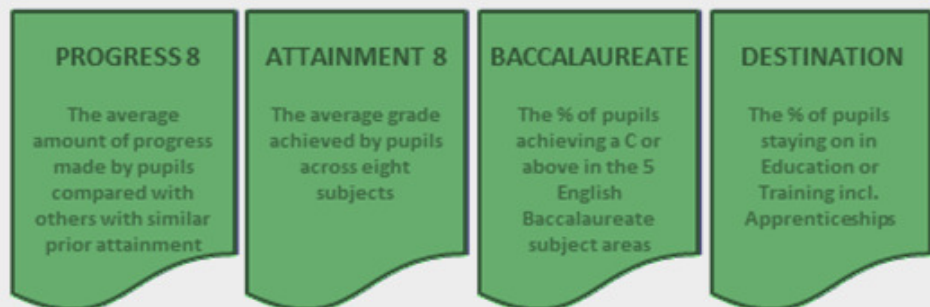 PROGRESS 8
The average
amount of progress
made by pupils
compared with
others with similar
prior attainment
ATTAINMENT 8
The average grade
achieved by pupils
across eight
subjects
BACCALAUREATE
The % of pupils
achieving a C or
above in the 5
English
Baccalaureate
subject areas
DESTINATION
The % of pupils
staying on in
Education or
Training incl.
Apprenticeships